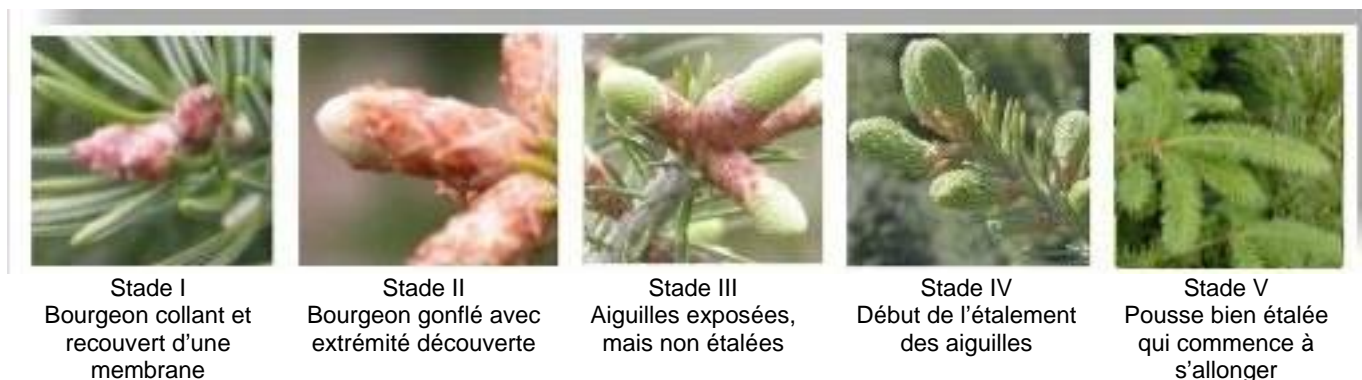 Stade I
Bourgeon collant et
recouvert d’une
membrane
Stade II
Bourgeon gonflé avec
extrémité découverte
Stade III
Aiguilles exposées,
mais non étalées
Stade IV
Début de l’étalement
des aiguilles
Stade V
Pousse bien étalée
qui commence à
s’allonger